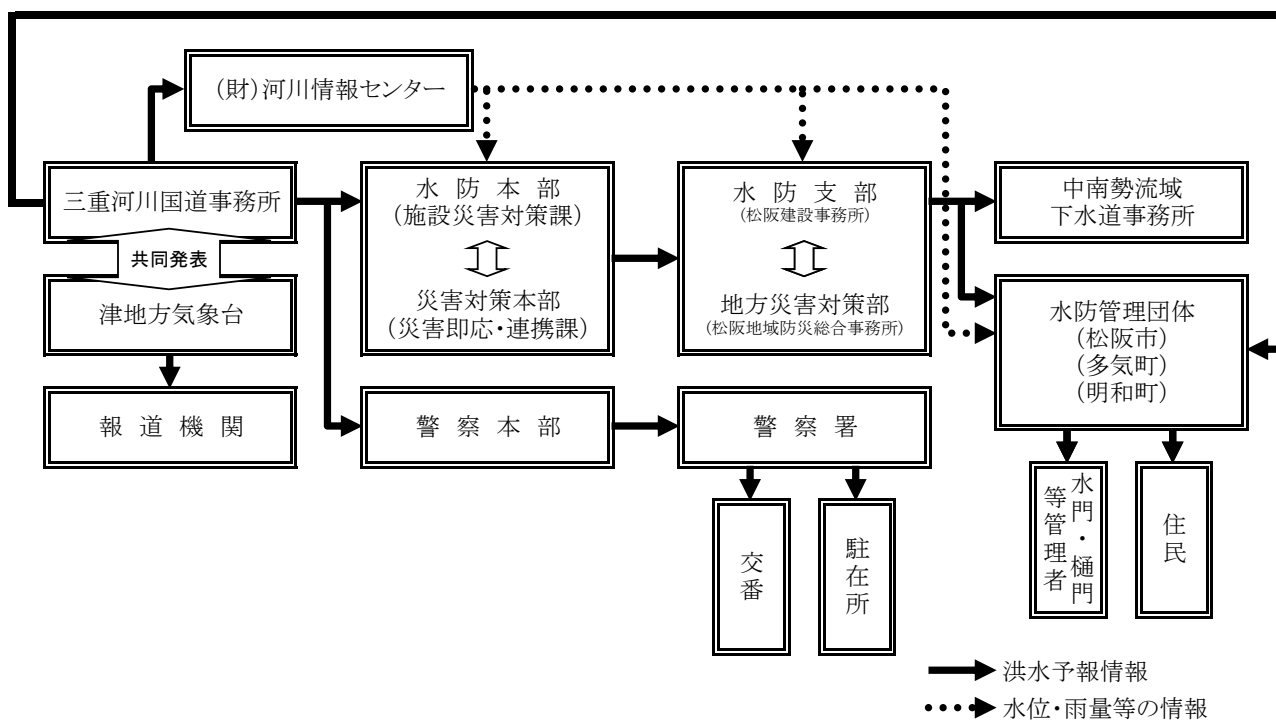 (財)河川情報センター
三重河川国道事務所
共同発表
津地方気象台
報道機関
水防本部
(施設災害対策課)
災害対策本部
(災害即応・連携課)
警察本部
水防支部
(松阪建設事務所)
地方災害対策部
(松阪地域防災総合事務所)
警察署
交番
駐在所
中南勢流域
下水道事務所
水防管理団体
(松阪市)
(多気町)
(明和町)
水門・樋門
等管理者
住民
洪水予報情報
水位・雨量等の情報